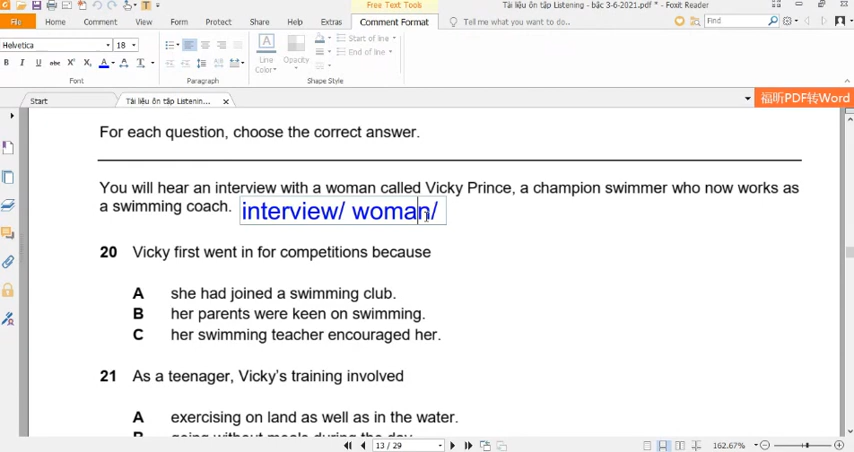 Free Text Tools
Tài liệu ôn tập Listening - bậc 3-6-2021.pdf * - Foxit Reader
File Home Comment View Form Protect Share Help Extras Comment Format Tell me what you want to do... Find
Helvetica 18
Start of line
End of line
Line Color Opacity
Font Paragraph Shape Style
Start Tài liệu ôn tập Listenin... 福昕PDF转Word
For each question, choose the correct answer.
You will hear an interview with a woman called Vicky Prince, a champion swimmer who now works as
a swimming coach. interview/ woman/
20 Vicky first went in for competitions because
A she had joined a swimming club.
B her parents were keen on swimming.
C her swimming teacher encouraged her.
21 As a teenager, Vicky's training involved
A exercising on land as well as in the water.
B going without meals during the day.
13 / 29 162.67%